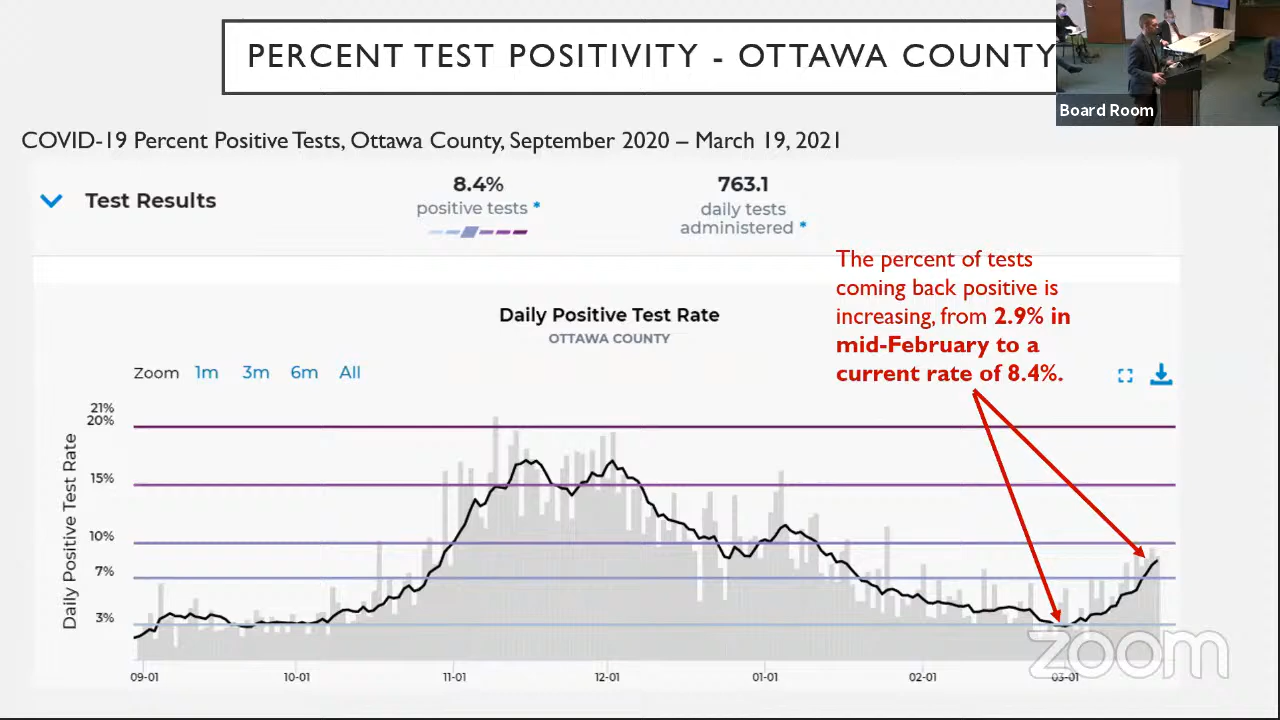 PERCENT TEST POSITIVITY - OTTAWA COUNTY
Board Room
COVID-19 Percent Positive Tests, Ottawa County, September 2020 – March 19, 2021
Test Results
8.4%
positive tests *
763.1
daily tests
administered *
The percent of tests
coming back positive is
increasing, from 2.9% in
mid-February to a
current rate of 8.4%.
Daily Positive Test Rate
OTTAWA COUNTY
Zoom 1m 3m 6m All
Daily Positive Test Rate
21%
20%
15%
10%
7%
3%
09-01 10-01 11-01 12-01 01-01 02-01 03-01
zoom